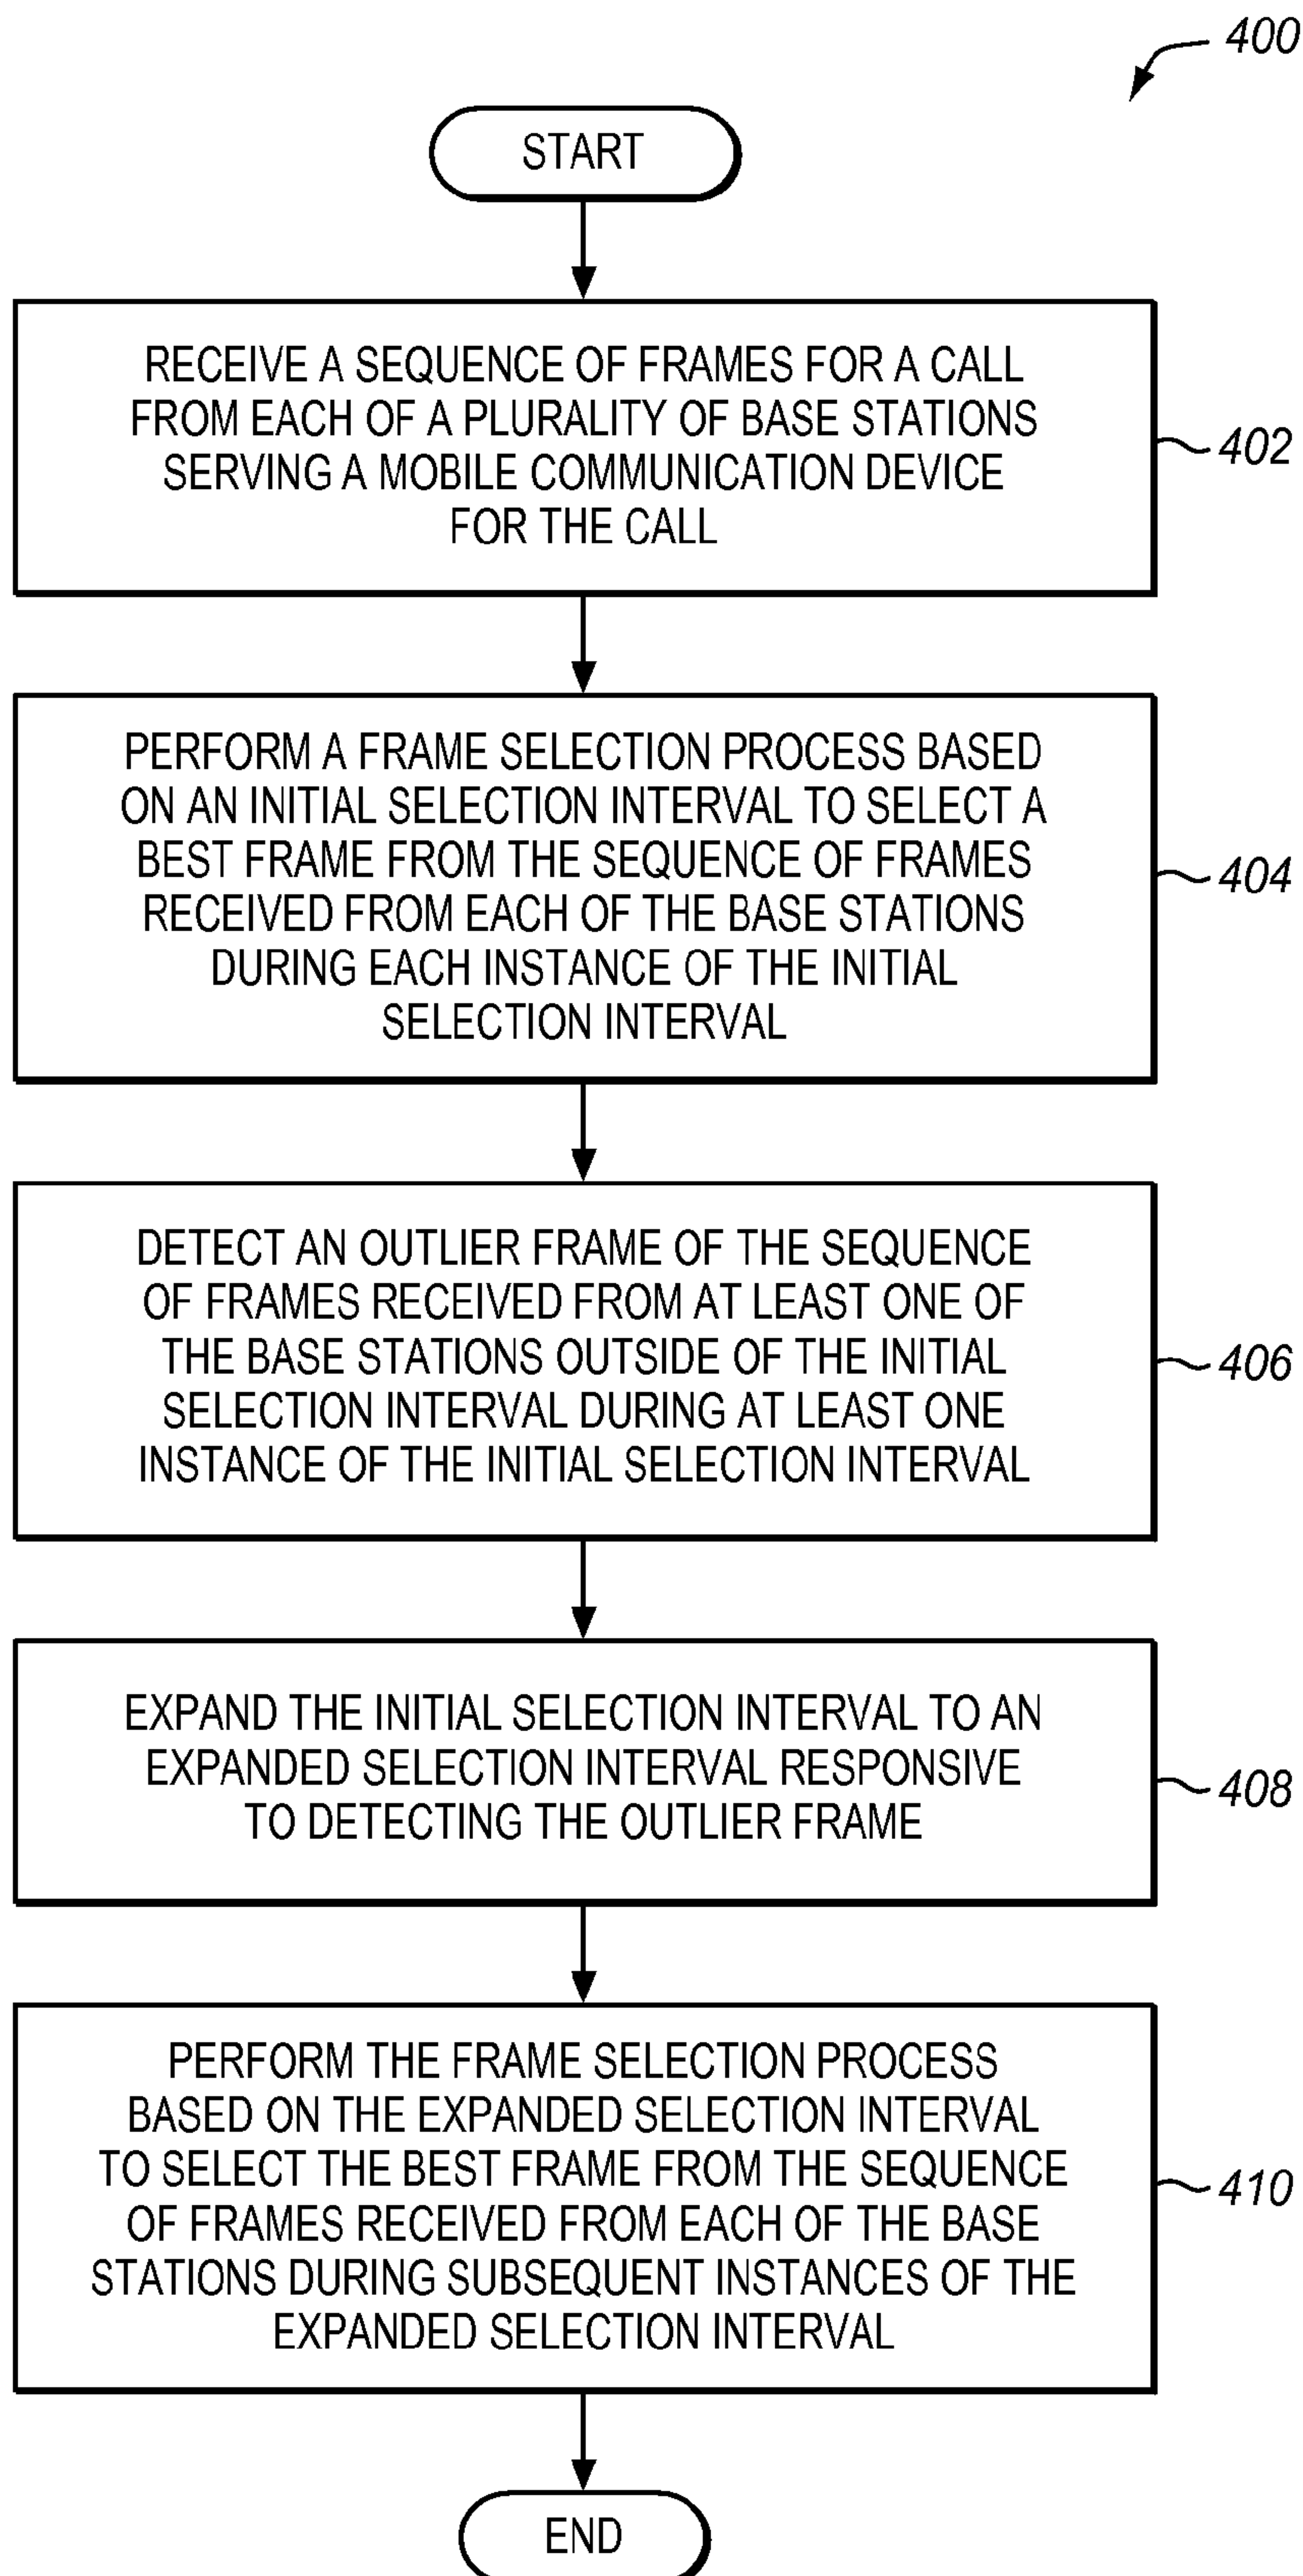 400
START
RECEIVE A SEQUENCE OF FRAMES FOR A CALL
FROM EACH OF A PLURALITY OF BASE STATIONS
SERVING A MOBILE COMMUNICATION DEVICE
FOR THE CALL
402
PERFORM A FRAME SELECTION PROCESS BASED
ON AN INITIAL SELECTION INTERVAL TO SELECT A
BEST FRAME FROM THE SEQUENCE OF FRAMES
RECEIVED FROM EACH OF THE BASE STATIONS
DURING EACH INSTANCE OF THE INITIAL
SELECTION INTERVAL
404
DETECT AN OUTLIER FRAME OF THE SEQUENCE
OF FRAMES RECEIVED FROM AT LEAST ONE OF
THE BASE STATIONS OUTSIDE OF THE INITIAL
SELECTION INTERVAL DURING AT LEAST ONE
INSTANCE OF THE INITIAL SELECTION INTERVAL
406
EXPAND THE INITIAL SELECTION INTERVAL TO AN
EXPANDED SELECTION INTERVAL RESPONSIVE
TO DETECTING THE OUTLIER FRAME
408
PERFORM THE FRAME SELECTION PROCESS
BASED ON THE EXPANDED SELECTION INTERVAL
TO SELECT THE BEST FRAME FROM THE SEQUENCE
OF FRAMES RECEIVED FROM EACH OF THE BASE
STATIONS DURING SUBSEQUENT INSTANCES OF THE
EXPANDED SELECTION INTERVAL
410
END